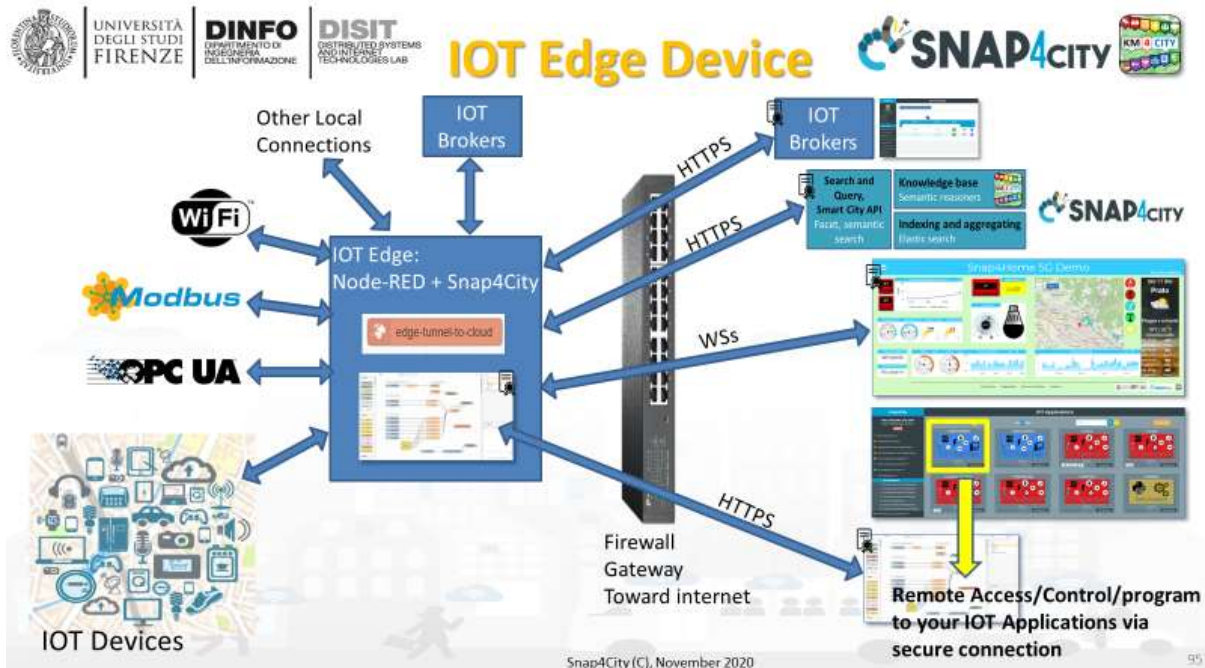 UNIVERSITÀ
DEGLI STUDI
FIRENZE
DINFO
DIPARTIMENTO DI
INGEGNERIA
DELL'INFORMAZIONE
DISIT
DISTRIBUTED SYSTEMS
AND INTERNET
TECHNOLOGIES LAB
IOT Edge Device
SNAP4CITY
KM4CITY
Other Local
Connections
IOT
Brokers
HTTPS
IOT
Brokers
WiFi
Modbus
OPC UA
IOT Devices
IOT Edge:
Node-RED + Snap4City
edge-tunnel-to-cloud
HTTPS
Search and
Query,
Smart City API
Facet, semantic
search
Knowledge base
Semantic reasoners
Indexing and aggregating
Elastic search
SNAP4CITY
WSs
Snap4Home 5G Demo
Prato
IOT Applications
HTTPS
Firewall
Gateway
Toward internet
Remote Access/Control/program
to your IOT Applications via
secure connection
Snap4City (C), November 2020
95